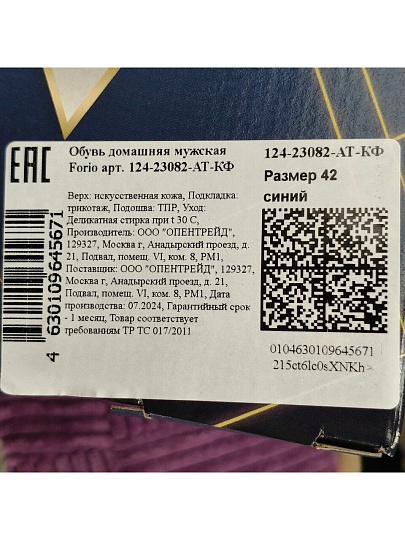 EAC
Обувь домашняя мужская
Forio арт. 124-23082-АТ-КФ
Верх: искусственная кожа, Подкладка:
трикотаж, Подошва: ТПР, Уход:
Деликатная стирка при t 30 С,
Производитель: ООО "ОПЕНТРЕЙД",
129327, Москва г, Анадырский проезд, д.
21, Подвал, помещ. VI, ком. 8, РМ1,
Поставщик: ООО "ОПЕНТРЕЙД", 129327,
Москва г, Анадырский проезд, д. 21,
Подвал, помещ. VI, ком. 8, РМ1, Дата
производства: 07.2024, Гарантийный срок
- 1 месяц, Товар соответствует
требованиям ТР ТС 017/2011
4 630109645671
124-23082-АТ-КФ
Размер 42
синий
0104630109645671
215ct6lc0sXNKh>